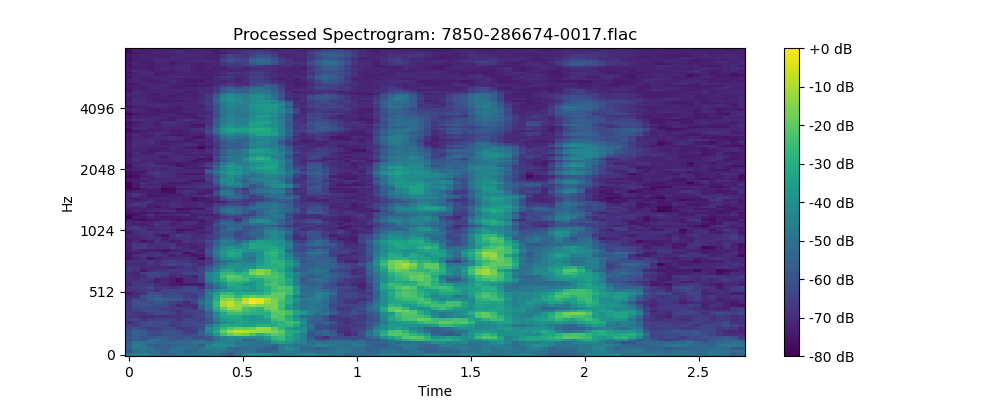 Processed Spectrogram: 7850-286674-0017.flac
Hz
4096
2048
1024
512
0
0
0.5
1
1.5
2
2.5
Time
+0 dB
-10 dB
-20 dB
-30 dB
-40 dB
-50 dB
-60 dB
-70 dB
-80 dB